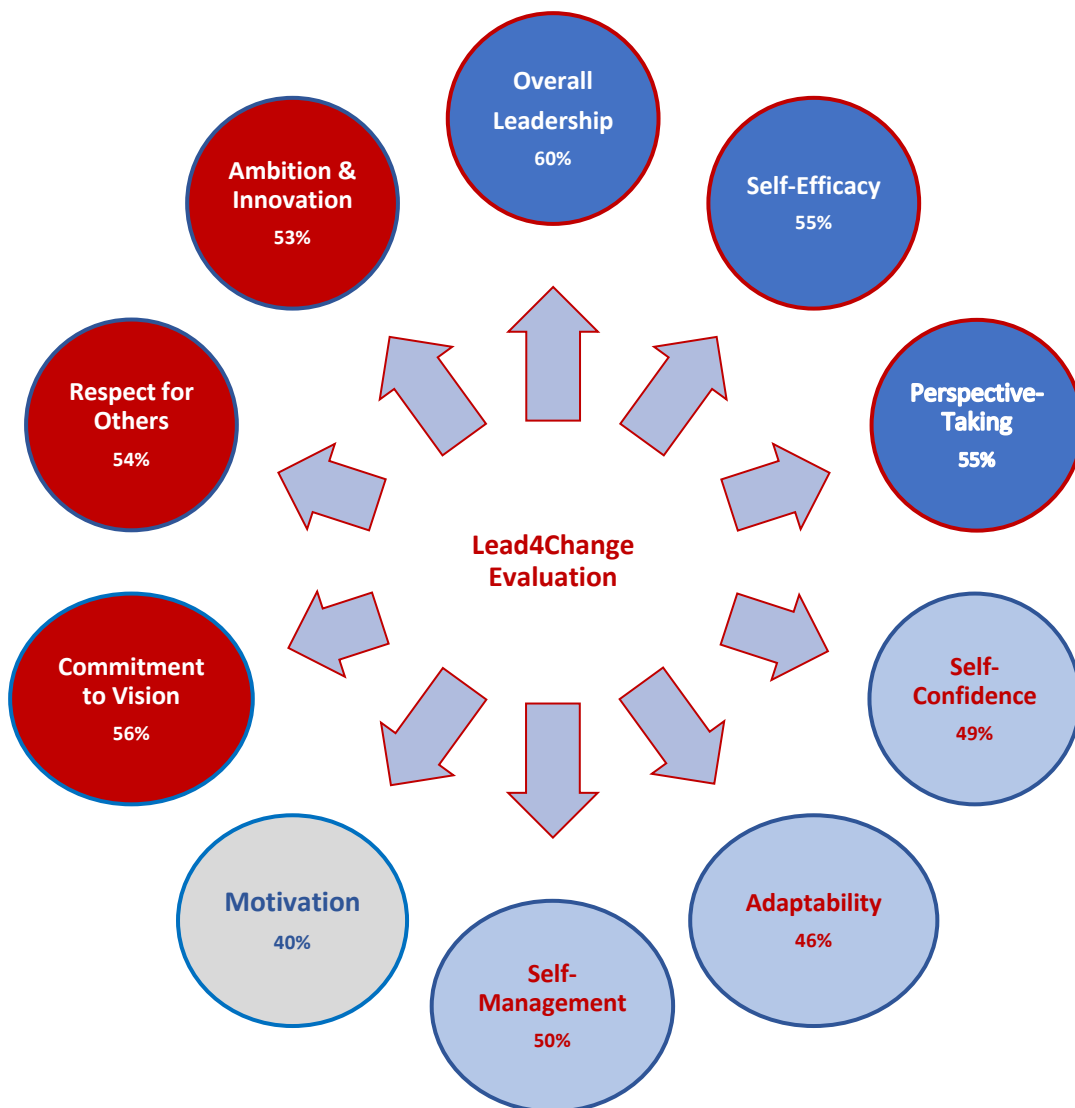 Overall
Leadership
60%
Self-Efficacy
55%
Perspective-
Taking
55%
Self-
Confidence
49%
Adaptability
46%
Self-
Management
50%
Motivation
40%
Commitment
to Vision
56%
Respect for
Others
54%
Ambition &
Innovation
53%
Lead4Change
Evaluation